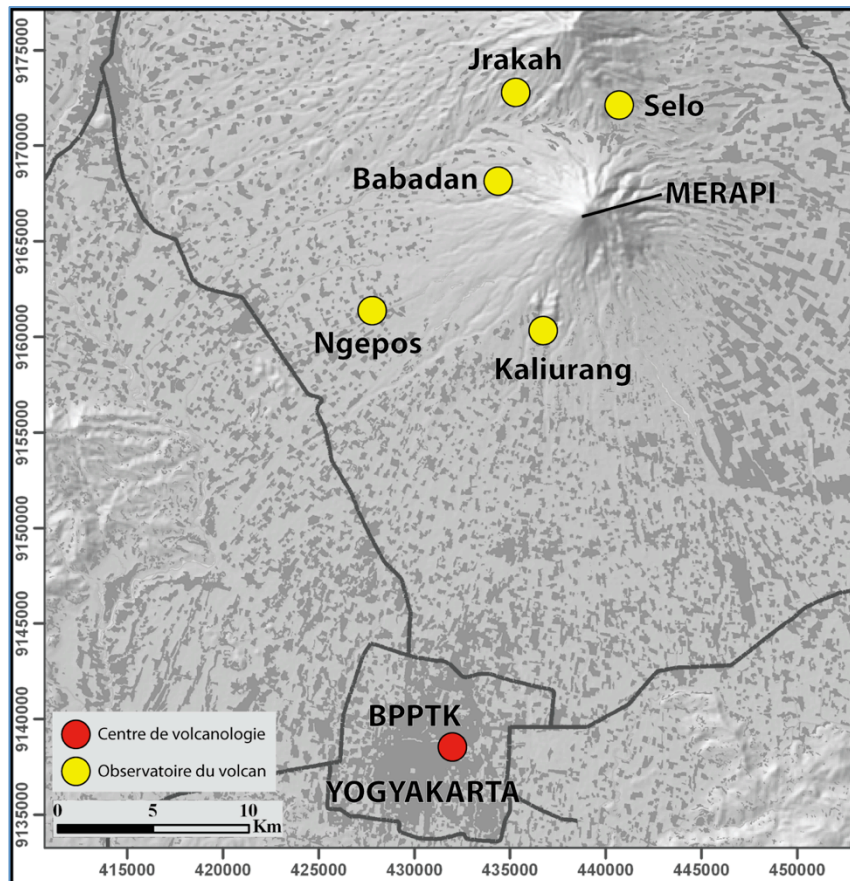 9175000
9170000
9165000
9160000
9155000
9150000
9145000
9140000
9135000
Jrakah
Selo
Babadan
MERAPI
Ngepos
Kaliurang
BPPTK
YOGYAKARTA
Centre de volcanologie
Observatoire du volcan
0 5 10
Km
415000 420000 425000 430000 435000 440000 445000 450000